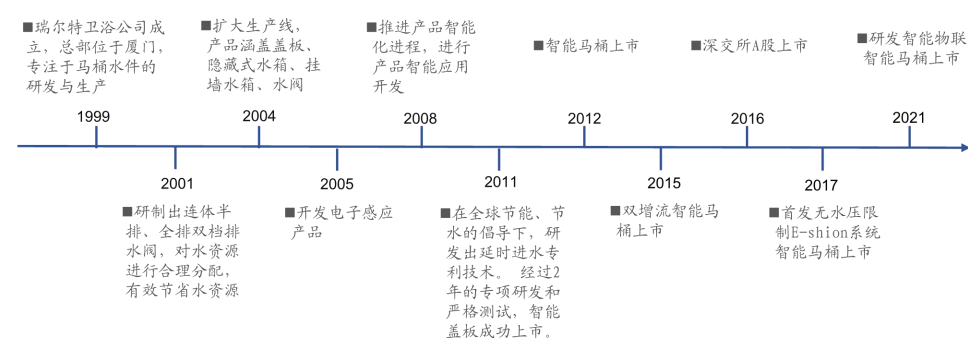 ■瑞尔特卫浴公司成
立，总部位于厦门，
专注于马桶水件的
研发与生产
■扩大生产线，
产品涵盖盖板、
隐藏式水箱、挂
墙水箱、水阀
■推进产品智能
化进程，进行
产品智能应用
开发
■智能马桶上市
■深交所A股上市
■研发智能物联
智能马桶上市
1999
2004
2008
2012
2016
2021
2001
2005
2011
2015
2017
■研制出连体半
排、全排双档排
水阀，对水资源
进行合理分配，
有效节省水资源
■开发电子感应
产品
■在全球节能、节
水的倡导下，研
发出延时进水专
利技术。 经过2
年的专项研发和
严格测试，智能
盖板成功上市。
■双增流智能马
桶上市
■首发无水压限
制E-shion系统
智能马桶上市